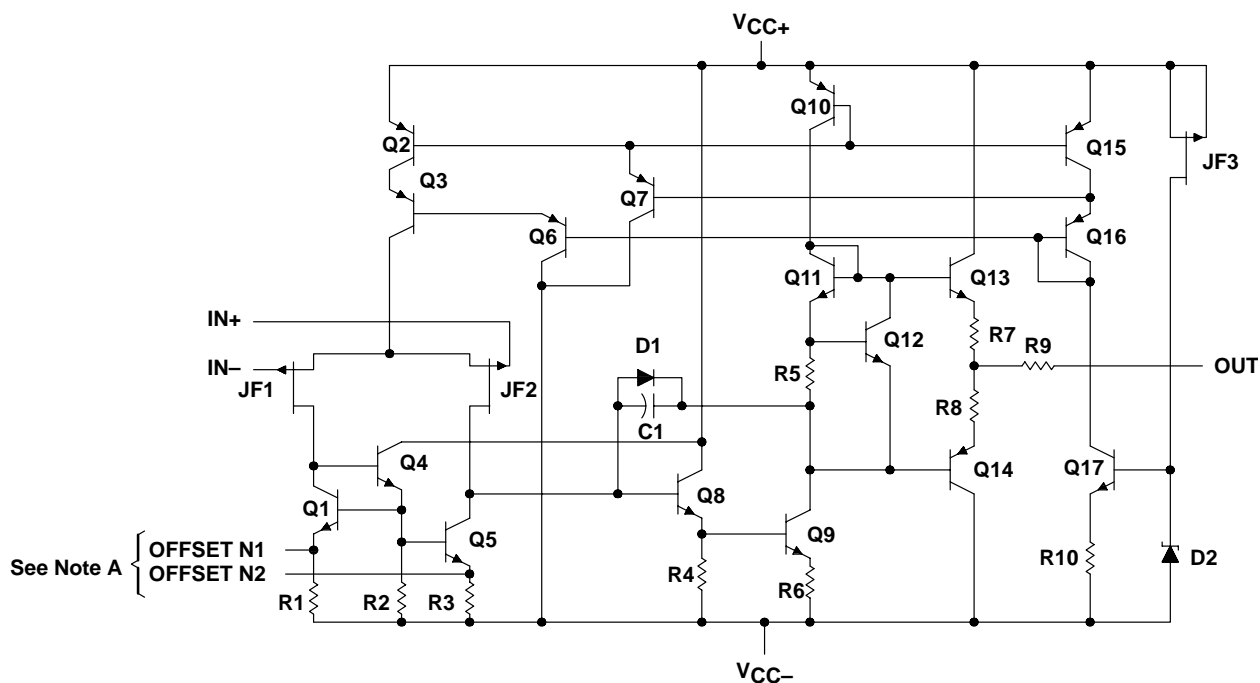 VCC+
Q10
Q2
Q15
JF3
Q3
Q7
Q6
Q16
Q11
Q13
IN+
R7
Q12
R9
IN–
D1
OUT
JF1
JF2
R5
R8
C1
Q4
Q14
Q17
Q8
Q1
Q5
Q9
OFFSET N1
See Note A
OFFSET N2
R10
D2
R4
R6
R1
R2
R3
VCC–